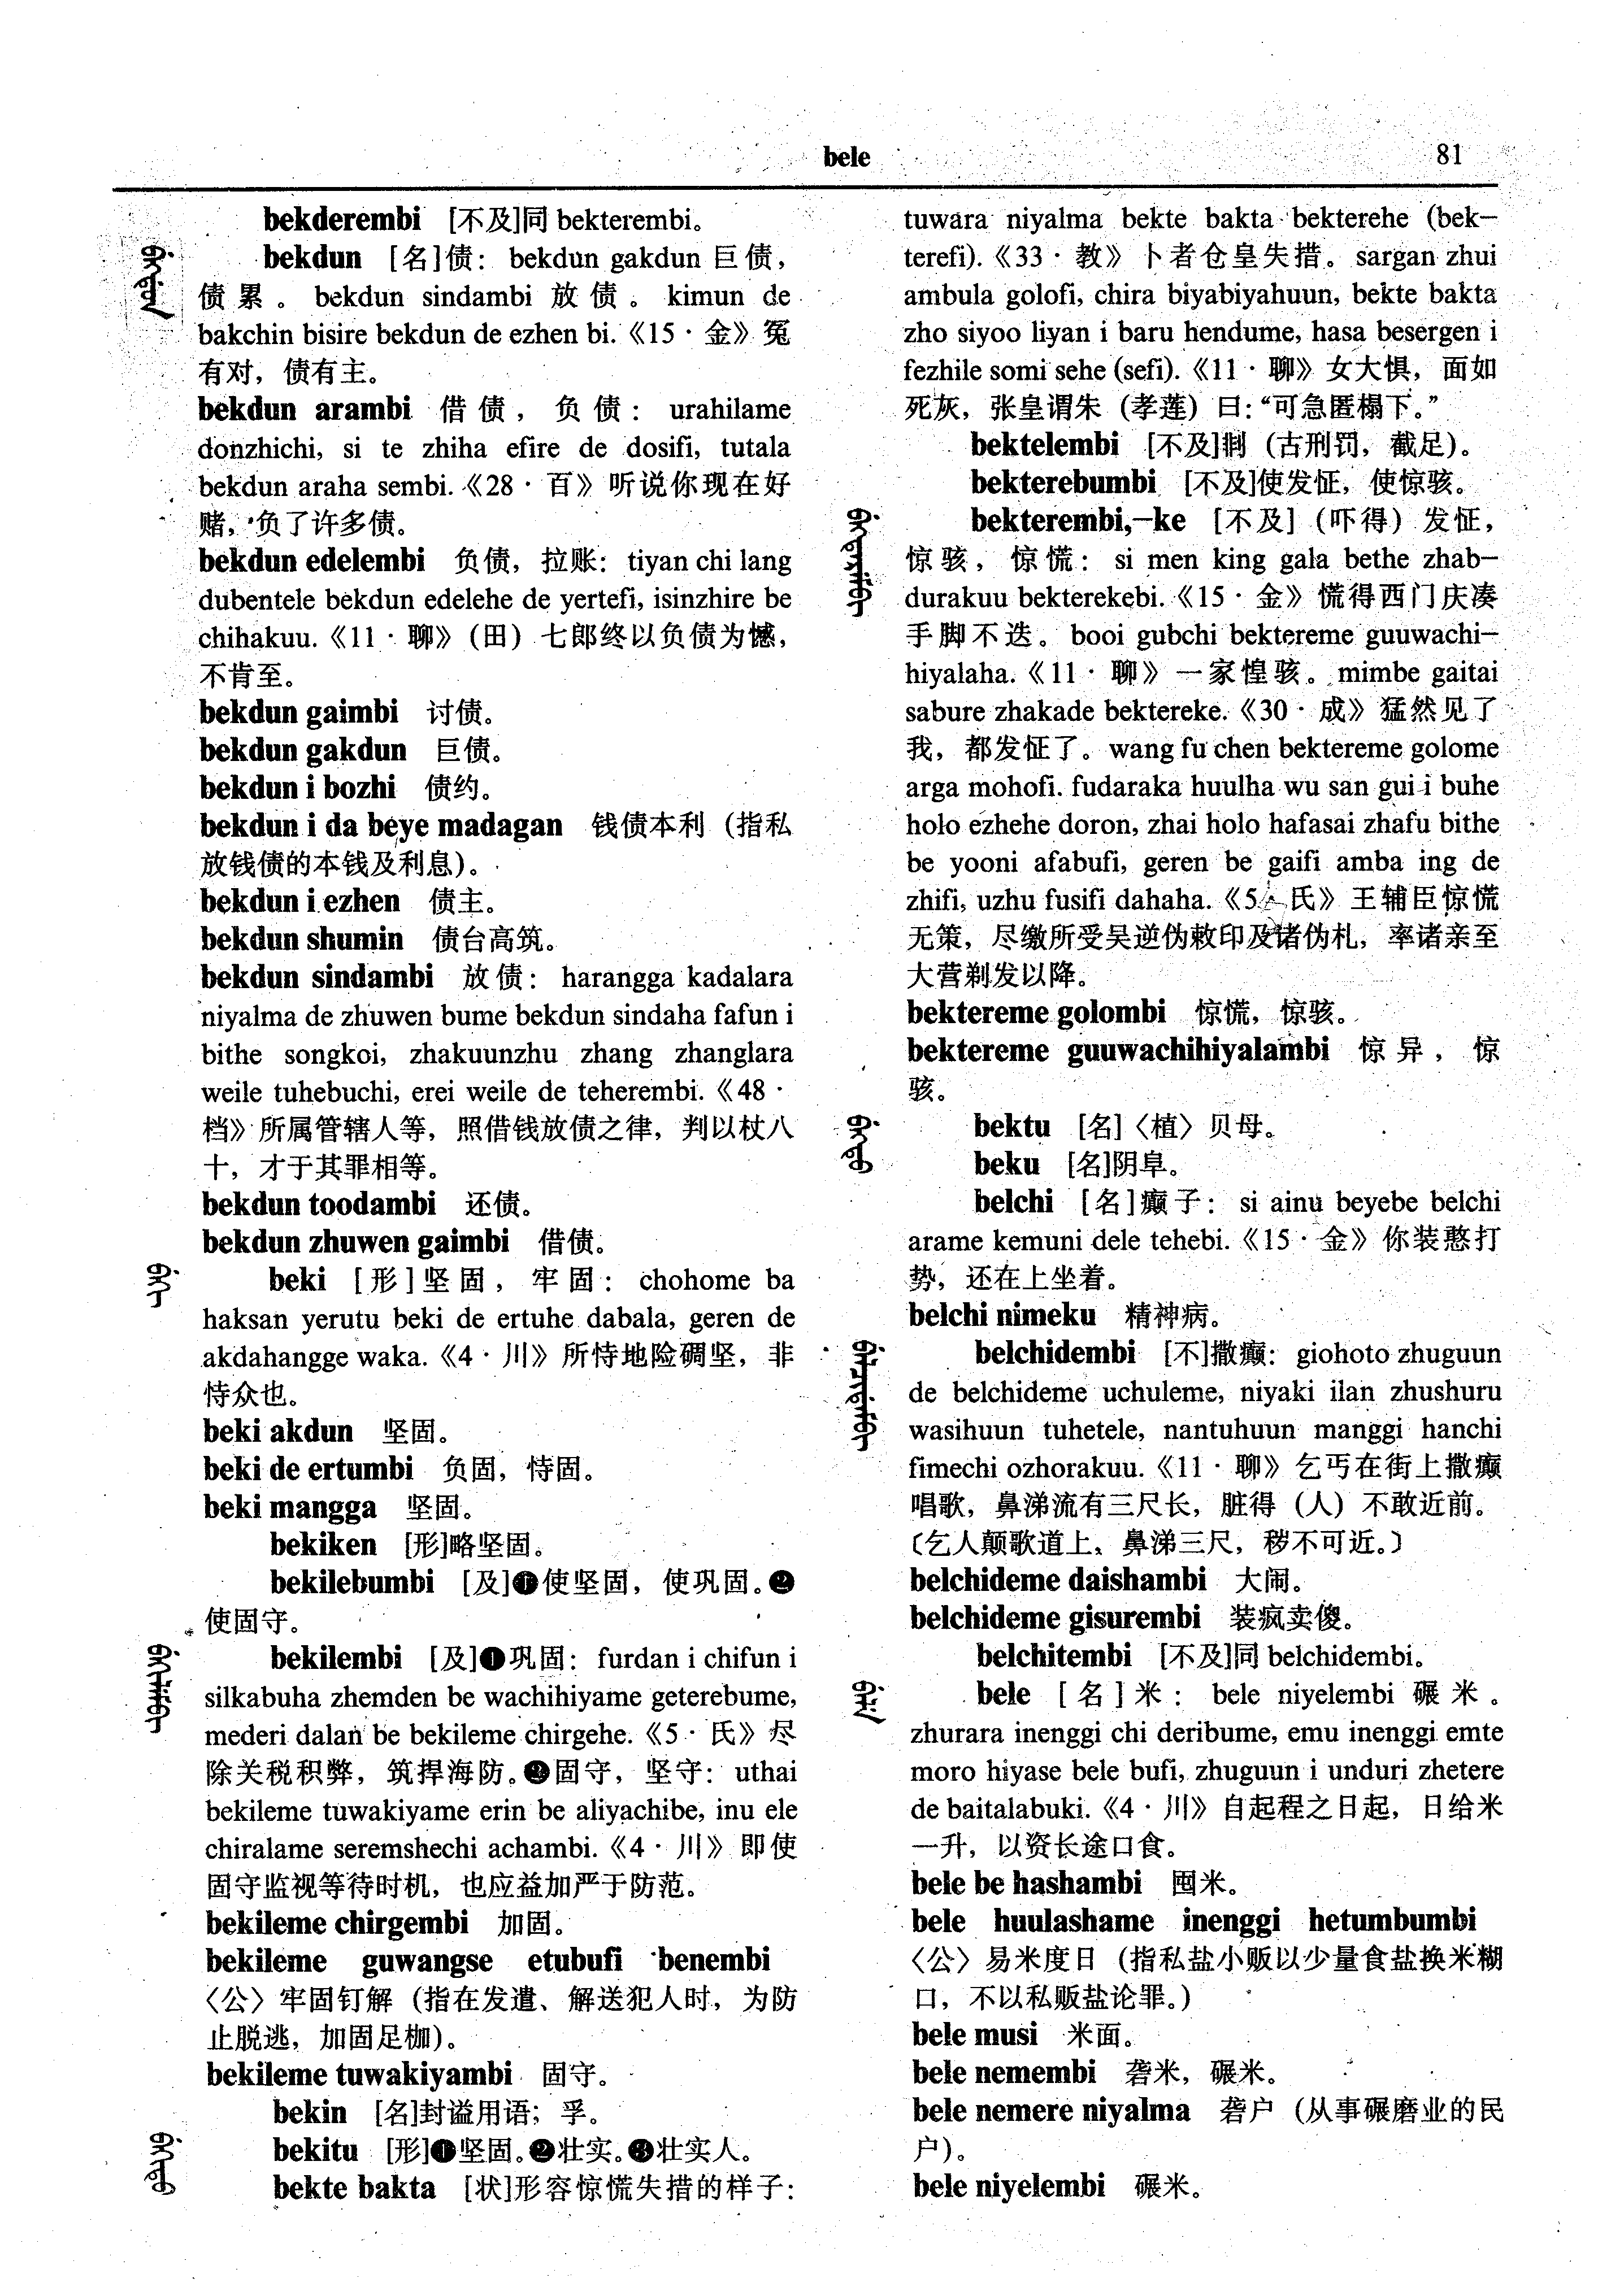 bele
81
bekderembi [不及]同 bekterembi。
bekdun [名]债：bekdun gakdun 巨债，
债累。bekdun sindambi 放债。kimun de
bakchin bisire bekdun de ezhen bi.《15·金》冤
有对，债有主。
bekdun arambi 借债，负债：urahilame
donzhichi, si te zhiha efire de dosifi, tutala
bekdun araha sembi.《28·百》听说你现在好
赌，负了许多债。
bekdun edelembi 负债，拉账：tiyan chi lang
dubentele bekdun edelehe de yertefi, isinzhire be
chihakuu.《11·聊》（田）七郎终以负债为憾，
不肯至。
bekdun gaimbi 讨债。
bekdun gakdun 巨债。
bekdun i bozhi 债约。
bekdun i da beye madagan 钱债本利（指私
放钱债的本钱及利息）。
bekdun i ezhen 债主。
bekdun shumin 债台高筑。
bekdun sindambi 放债：harangga kadalara
niyalma de zhuwen bume bekdun sindaha fafun i
bithe songkoi, zhakuunzhu zhang zhanglara
weile tuhebuchi, erei weile de teherembi.《48·
档》所属管辖人等，照借钱放债之律，判以杖八
十，才于其罪相等。
bekdun toodambi 还债。
bekdun zhuwen gaimbi 借债。
beki [形]坚固，牢固：chohome ba
haksan yerutu beki de ertuhe dabala, geren de
akdahangge waka.《4·川》所恃地险碉坚，非
恃众也。
beki akdun 坚固。
beki de ertumbi 负固，恃固。
beki mangga 坚固。
bekiken [形]略坚固。
bekilebumbi [及]❶使坚固，使巩固。❷
使固守。
bekilembi [及]❶巩固：furdan i chifun i
silkabuha zhemden be wachihiyame geterebume,
mederi dalan be bekileme chirgehe.《5·氏》尽
除关税积弊，筑捍海防。❷固守，坚守：uthai
bekileme tuwakiyame erin be aliyachibe, inu ele
chiralame seremshechi achambi.《4·川》即使
固守监视等待时机，也应益加严于防范。
bekileme chirgembi 加固。
bekileme guwangse etubufi benembi
〈公〉牢固钉解（指在发遣、解送犯人时，为防
止脱逃，加固足枷）。
bekileme tuwakiyambi 固守。
bekin [名]封谥用语；孚。
bekitu [形]❶坚固。❷壮实。❸壮实人。
bekte bakta [状]形容惊慌失措的样子：
tuwara niyalma bekte bakta bekterehe (bek-
terefi).《33·教》卜者仓皇失措。sargan zhui
ambula golofi, chira biyabiyahuun, bekte bakta
zho siyoo liyan i baru hendume, hasa besergen i
fezhile somi sehe (sefi).《11·聊》女大惧，面如
死灰，张皇谓朱（孝莲）曰：“可急匿榻下。”
bektelembi [不及]刖（古刑罚，截足）。
bekterebumbi [不及]使发怔，使惊骇。
bekterembi,-ke [不及]（吓得）发怔，
惊骇，惊慌：si men king gala bethe zhab-
durakuu bekterekebi.《15·金》慌得西门庆凑
手脚不迭。booi gubchi bektereme guuwachi-
hiyalaha.《11·聊》一家惶骇。mimbe gaitai
sabure zhakade bektereke.《30·成》猛然见了
我，都发怔了。wang fu chen bektereme golome
arga mohofi. fudaraka huulha wu san gui i buhe
holo ezhehe doron, zhai holo hafasai zhafu bithe
be yooni afabufi, geren be gaifi amba ing de
zhifi, uzhu fusifi dahaha.《5·氏》王辅臣惊慌
无策，尽缴所受吴逆伪敕印及诸伪札，率诸亲至
大营剃发以降。
bektereme golombi 惊慌，惊骇。
bektereme guuwachihiyalambi 惊异，惊
骇。
bektu [名]〈植〉贝母。
beku [名]阴阜。
belchi [名]癫子：si ainu beyebe belchi
arame kemuni dele tehebi.《15·金》你装憨打
势，还在上坐着。
belchi nimeku 精神病。
belchidembi [不]撒癫：giohoto zhuguun
de belchideme uchuleme, niyaki ilan zhushuru
wasihuun tuhetele, nantuhuun manggi hanchi
fimechi ozhorakuu.《11·聊》乞丐在街上撒癫
唱歌，鼻涕流有三尺长，脏得（人）不敢近前。
〔乞人颠歌道上、鼻涕三尺，秽不可近。〕
belchideme daishambi 大闹。
belchideme gisurembi 装疯卖傻。
belchitembi [不及]同 belchidembi。
bele [名]米：bele niyelembi 碾米。
zhurara inenggi chi deribume, emu inenggi emte
moro hiyase bele bufi, zhuguun i unduri zhetere
de baitalabuki.《4·川》自起程之日起，日给米
一升，以资长途口食。
bele be hashambi 囤米。
bele huulashame inenggi hetumbumbi
〈公〉易米度日（指私盐小贩以少量食盐换米糊
口，不以私贩盐论罪。）
bele musi 米面。
bele nemembi 砻米，碾米。
bele nemere niyalma 砻户（从事碾磨业的民
户）。
bele niyelembi 碾米。